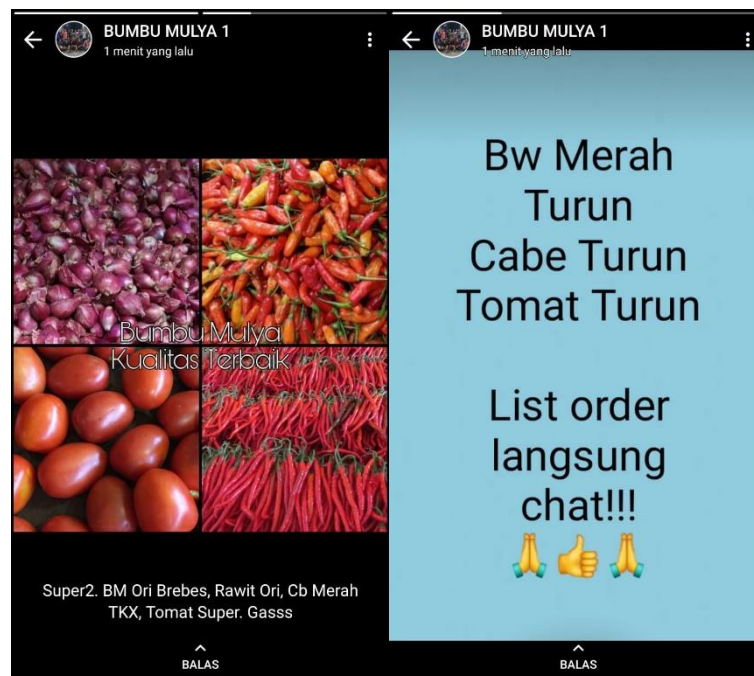 BUMBU MULYA 1
1 menit yang lalu
Bumbu Mulya
Kualitas Terbaik
Super2. BM Ori Brebes, Rawit Ori, Cb Merah
TKX, Tomat Super. Gasss
BALAS
BUMBU MULYA 1
1 menit yang lalu
Bw Merah
Turun
Cabe Turun
Tomat Turun
List order
langsung
chat!!!
🙏👍🙏
BALAS